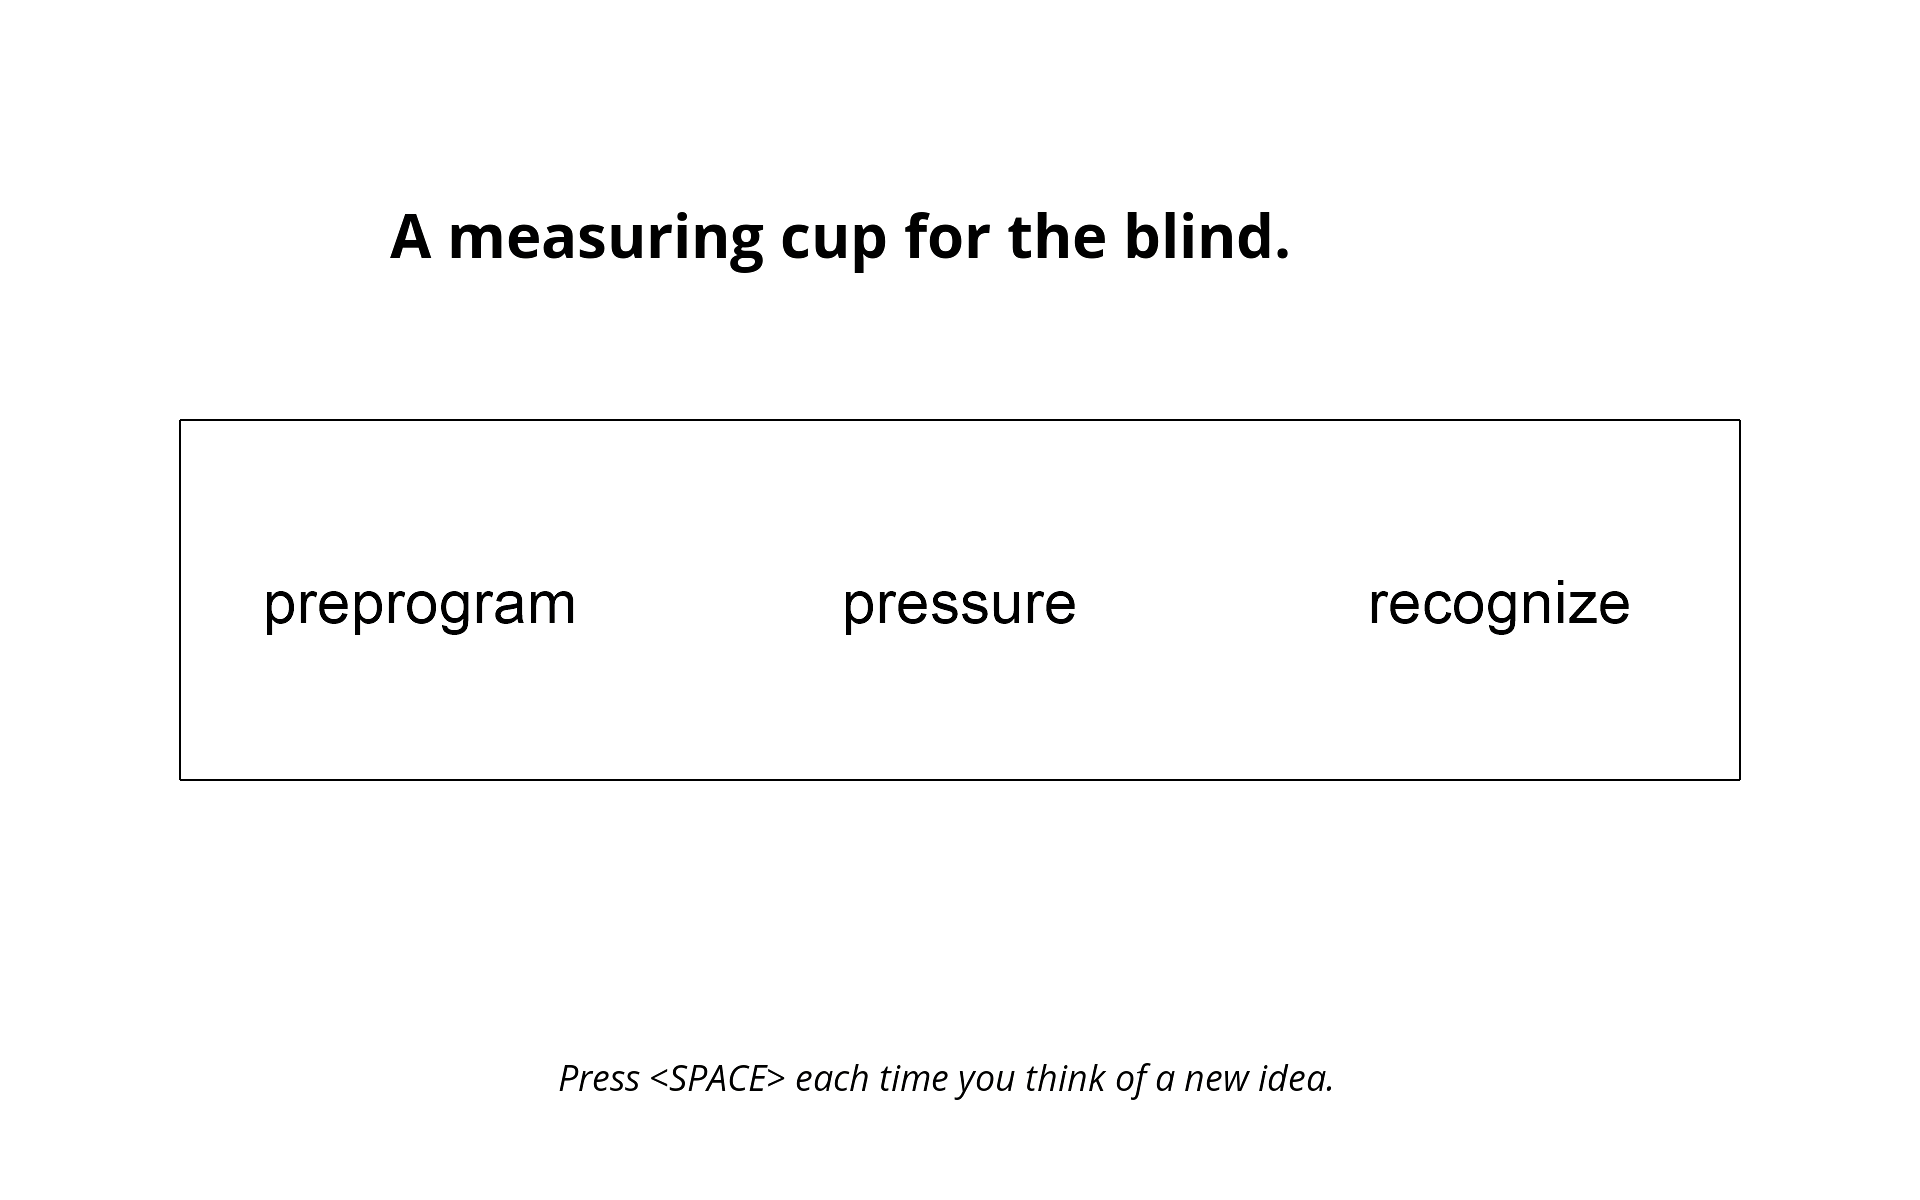 A measuring cup for the blind.
preprogram pressure recognize
Press <SPACE> each time you think of a new idea.